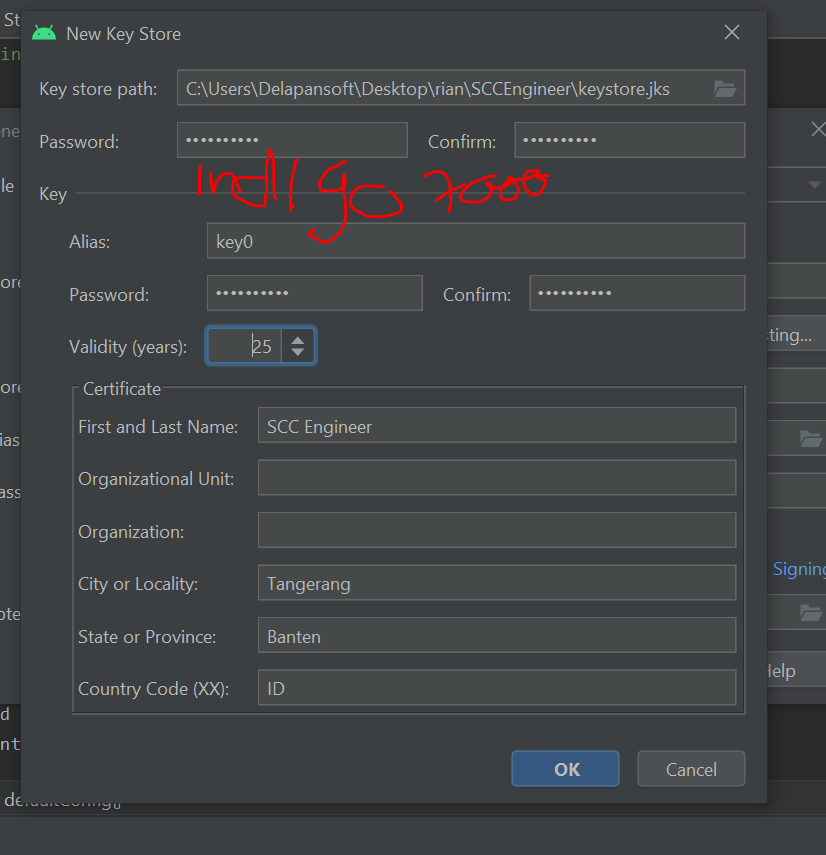 St
New Key Store
in
Key store path: C:\Users\Delapansoft\Desktop\rian\SCCEngineer\keystore.jks
ene
Password: •••••••••• Confirm: ••••••••••
le
Key
Alias: key0
ore
Password: •••••••••• Confirm: ••••••••••
Validity (years): 25
ting...
ore
Certificate
First and Last Name: SCC Engineer
ias
Organizational Unit:
ass
Organization:
Signing
City or Locality: Tangerang
ote
State or Province: Banten
Help
Country Code (XX): ID
d
nt
OK Cancel
defaultConfig{}